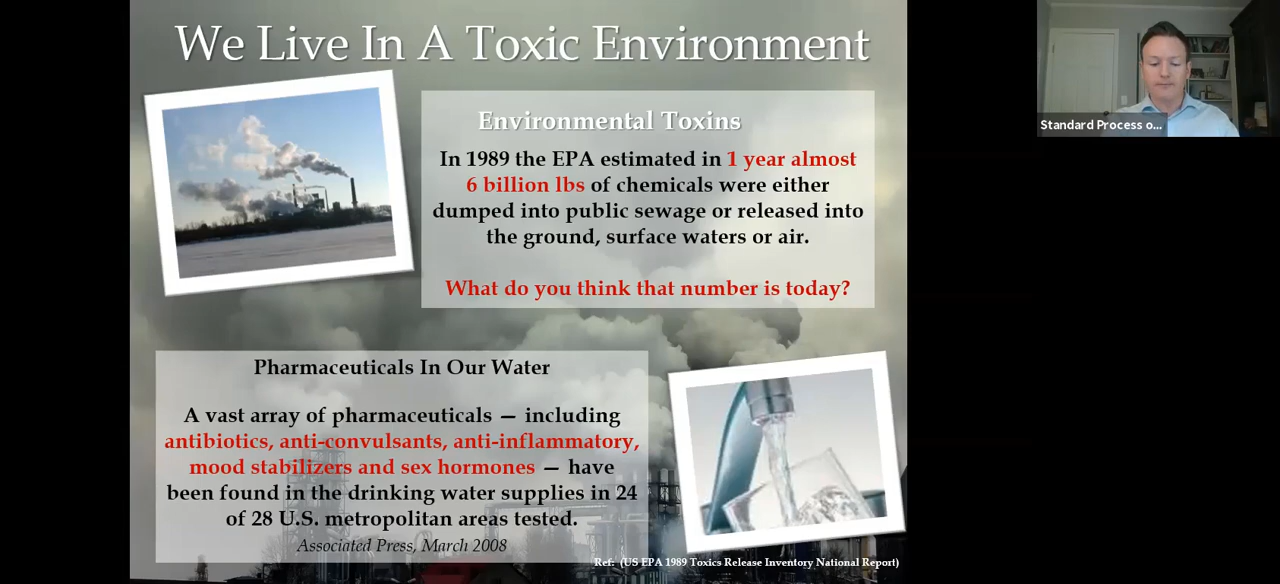 We Live In A Toxic Environment
Environmental Toxins
In 1989 the EPA estimated in 1 year almost
6 billion lbs of chemicals were either
dumped into public sewage or released into
the ground, surface waters or air.
What do you think that number is today?
Pharmaceuticals In Our Water
A vast array of pharmaceuticals — including
antibiotics, anti-convulsants, anti-inflammatory,
mood stabilizers and sex hormones — have
been found in the drinking water supplies in 24
of 28 U.S. metropolitan areas tested.
Associated Press, March 2008
Ref: (US EPA 1989 Toxics Release Inventory National Report)
Standard Process o...